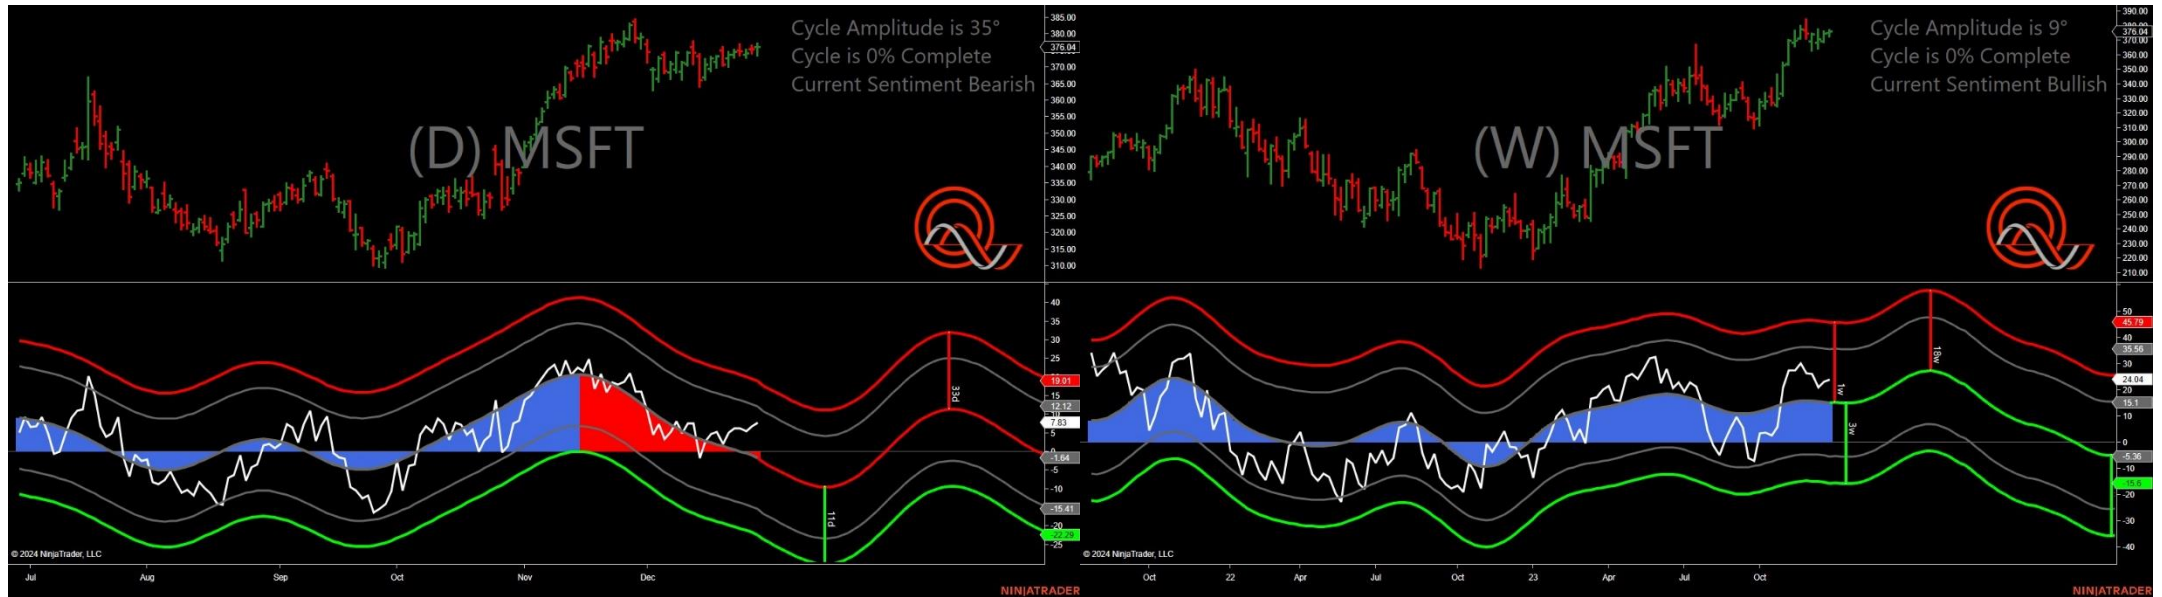 Cycle Amplitude is 35°
Cycle is 0% Complete
Current Sentiment Bearish
(D) MSFT
385.00
380.00
376.04
370.00
365.00
360.00
355.00
350.00
345.00
340.00
335.00
330.00
325.00
320.00
315.00
310.00
40
35
30
25
19.01
15
12.12
7.83
5
-1.64
-5
-10
-15.41
-20
-22.29
-25
33d
11d
© 2024 NinjaTrader, LLC
Jul
Aug
Sep
Oct
Nov
Dec
NINJATRADER
Cycle Amplitude is 9°
Cycle is 0% Complete
Current Sentiment Bullish
(W) MSFT
390.00
376.04
370.00
350.00
340.00
330.00
320.00
310.00
300.00
290.00
280.00
270.00
260.00
250.00
240.00
230.00
220.00
210.00
50
45.79
35.56
30
24.04
20
15.1
10
0
-5.36
-10
-15.6
-20
-30
-40
1w
3w
18w
© 2024 NinjaTrader, LLC
Oct
22
Apr
Jul
Oct
23
Apr
Jul
Oct
NINJATRADER